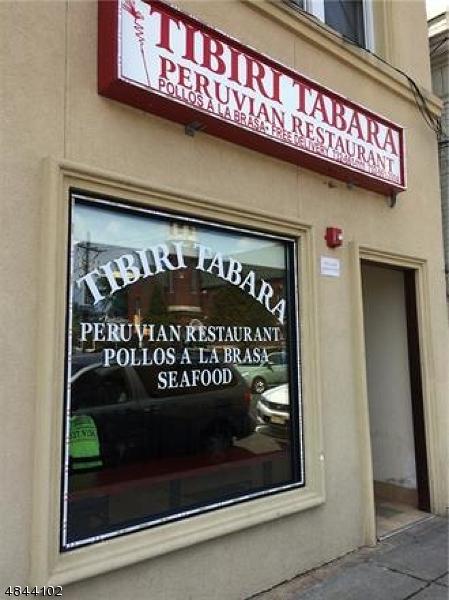 TIBIRI TABARA
PERUVIAN RESTAURANT
POLLOS A LA BRASA • FREE DELIVERY
TIBIRI TABARA
PERUVIAN RESTAURANT
POLLOS A LA BRASA
SEAFOOD
4844102